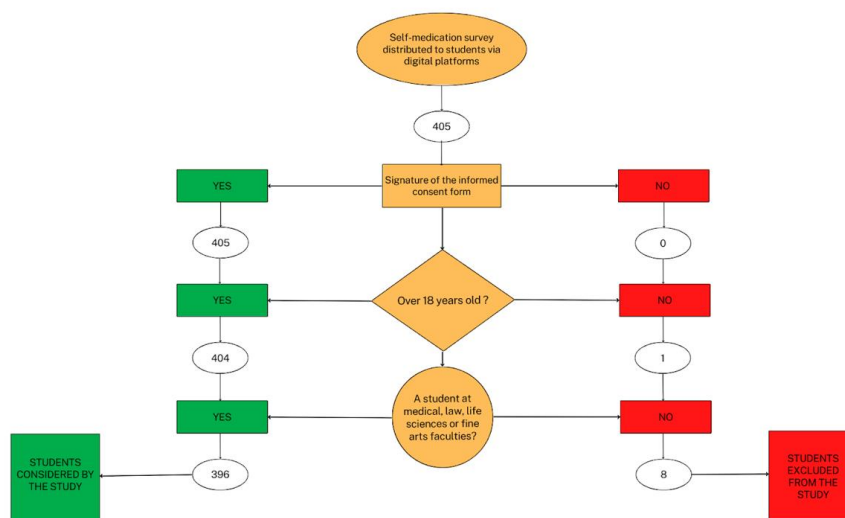 Self-medication survey
distributed to students via
digital platforms
405
YES
Signature of the informed
consent form
NO
405
0
YES
Over 18 years old ?
NO
404
1
YES
A student at
medical, law, life
sciences or fine
arts faculties?
NO
STUDENTS
CONSIDERED BY
THE STUDY
396
8
STUDENTS
EXCLUDED
FROM THE
STUDY